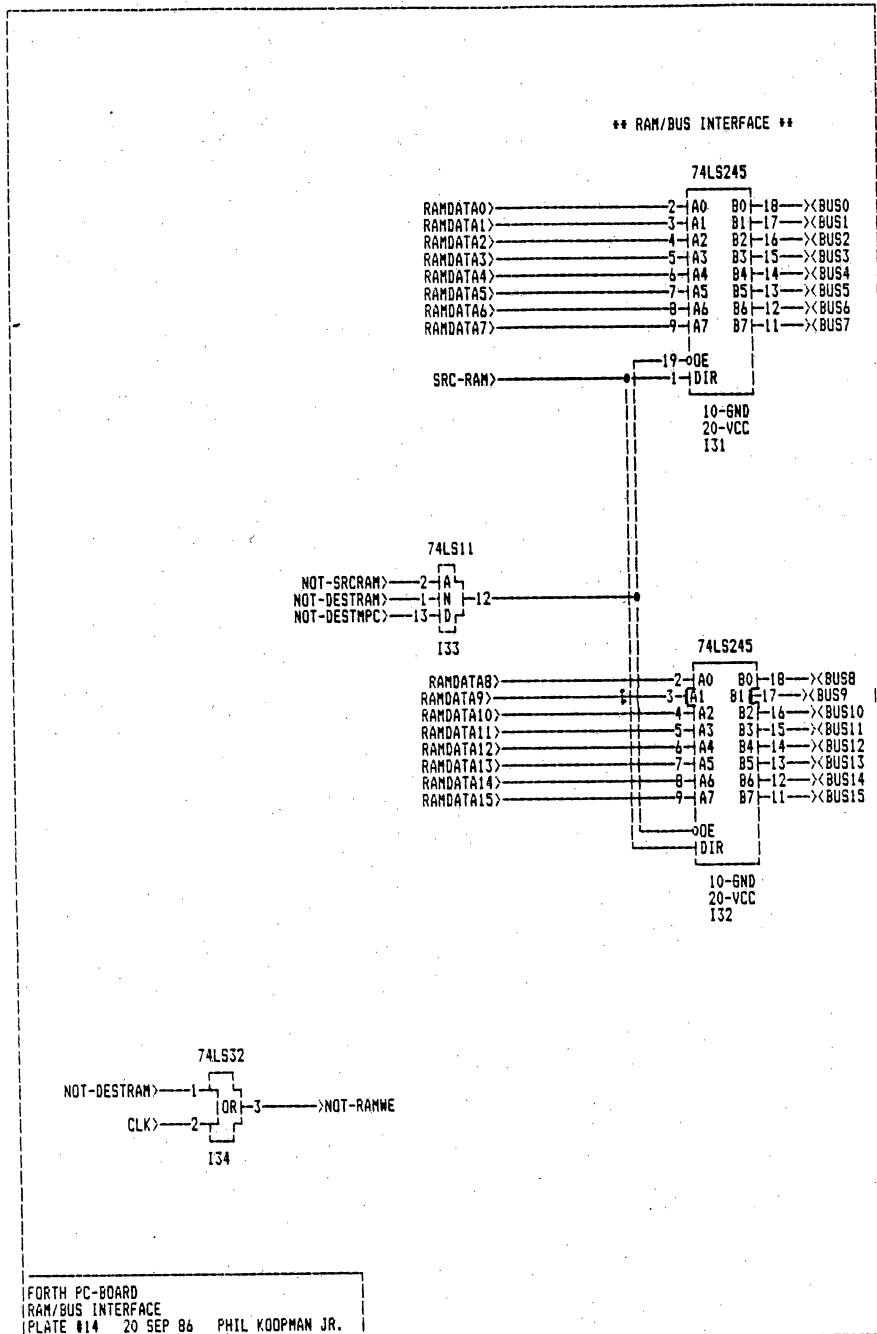 ** RAM/BUS INTERFACE **
74LS245
RAMDATA0> 2 A0 B0 18 ><BUS0
RAMDATA1> 3 A1 B1 17 ><BUS1
RAMDATA2> 4 A2 B2 16 ><BUS2
RAMDATA3> 5 A3 B3 15 ><BUS3
RAMDATA4> 6 A4 B4 14 ><BUS4
RAMDATA5> 7 A5 B5 13 ><BUS5
RAMDATA6> 8 A6 B6 12 ><BUS6
RAMDATA7> 9 A7 B7 11 ><BUS7
19 OE
SRC-RAM> 1 DIR
10-GND
20-VCC
I31
74LS11
NOT-SRCRAM> 2 A
NOT-DESTRAM> 1 N 12
NOT-DESTMPC> 13 D
I33
74LS245
RAMDATA8> 2 A0 B0 18 ><BUS8
RAMDATA9> 3 A1 B1 17 ><BUS9
RAMDATA10> 4 A2 B2 16 ><BUS10
RAMDATA11> 5 A3 B3 15 ><BUS11
RAMDATA12> 6 A4 B4 14 ><BUS12
RAMDATA13> 7 A5 B5 13 ><BUS13
RAMDATA14> 8 A6 B6 12 ><BUS14
RAMDATA15> 9 A7 B7 11 ><BUS15
OE
DIR
10-GND
20-VCC
I32
74LS32
NOT-DESTRAM> 1
OR 3 >NOT-RAMWE
CLK> 2
I34
FORTH PC-BOARD
RAM/BUS INTERFACE
PLATE #14 20 SEP 86 PHIL KOOPMAN JR.